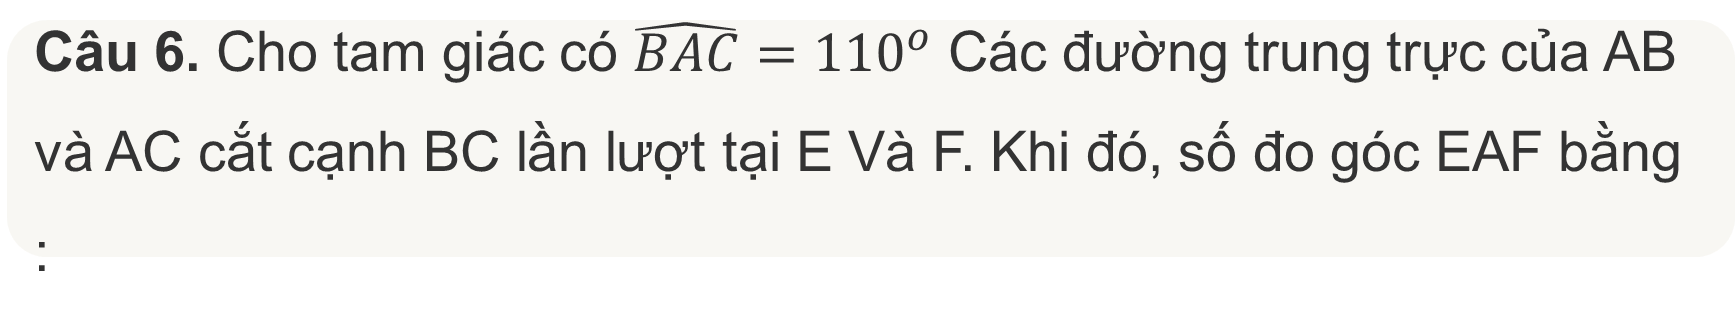 Câu 6. Cho tam giác có \widehat{BAC} = 110^o Các đường trung trực của AB
và AC cắt cạnh BC lần lượt tại E Và F. Khi đó, số đo góc EAF bằng
: